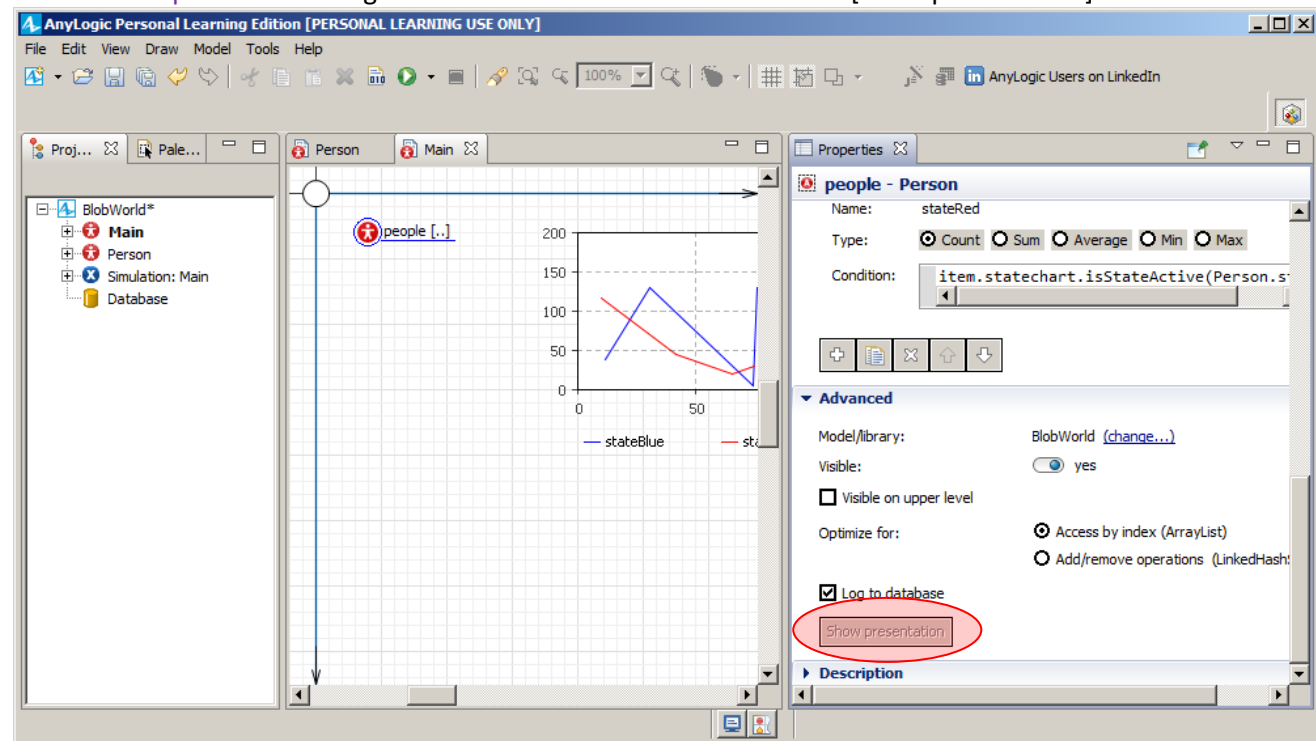 AnyLogic Personal Learning Edition [PERSONAL LEARNING USE ONLY]
File Edit View Draw Model Tools Help
100%
in AnyLogic Users on LinkedIn
Proj... Pale...
BlobWorld*
Main
Person
Simulation: Main
Database
Person Main
people [..]
200
150
100
50
0
0 50
stateBlue
Properties
people - Person
Name: stateRed
Type: Count Sum Average Min Max
Condition: item.statechart.isStateActive(Person.s
Advanced
Model/library: BlobWorld (change...)
Visible: yes
Visible on upper level
Optimize for: Access by index (ArrayList)
Add/remove operations (LinkedHash
Log to database
Show presentation
Description